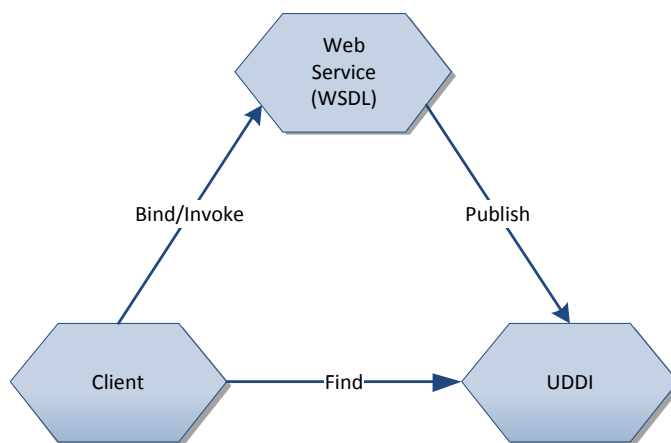 Web
Service
(WSDL)
Bind/Invoke
Publish
Client
Find
UDDI